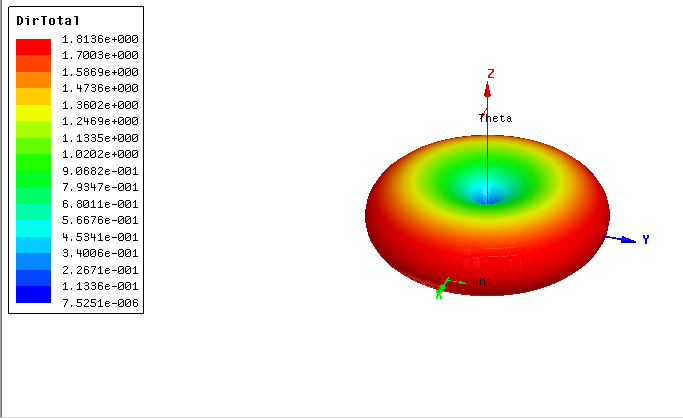 DirTotal
1.8136e+000
1.7003e+000
1.5869e+000
1.4736e+000
1.3602e+000
1.2469e+000
1.1335e+000
1.0202e+000
9.0682e-001
7.9347e-001
6.8011e-001
5.6676e-001
4.5341e-001
3.4006e-001
2.2671e-001
1.1336e-001
7.5251e-006
Z
Theta
Y
Phi
X